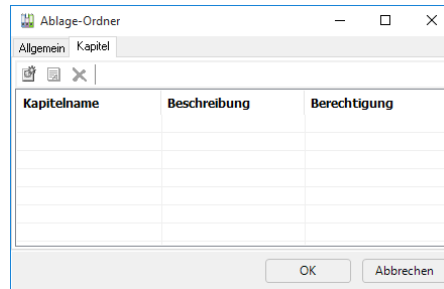 Ablage-Ordner
Allgemein Kapitel
Kapitelname Beschreibung Berechtigung
OK Abbrechen